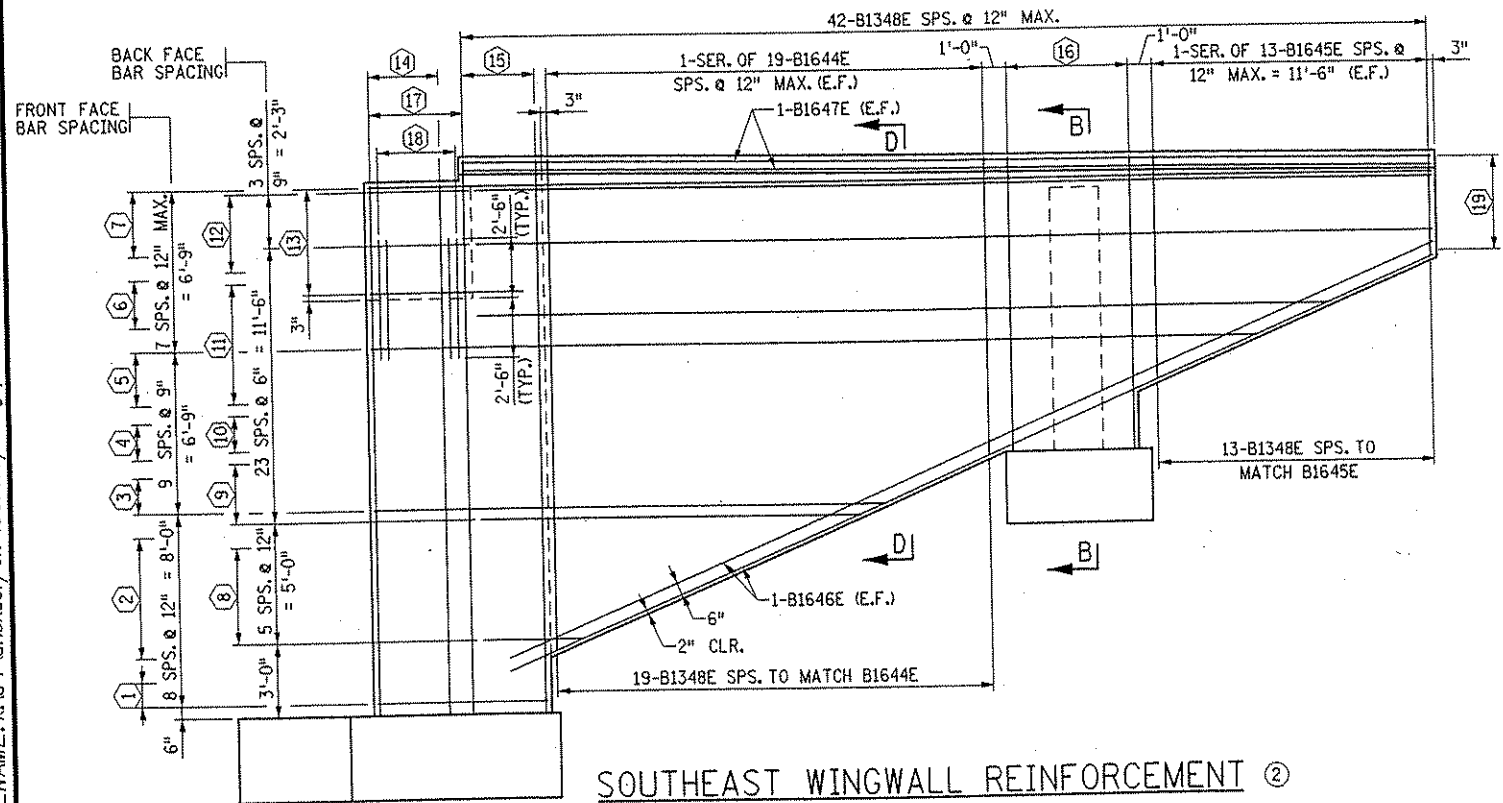 42-B1348E SPS. @ 12" MAX.
BACK FACE
BAR SPACING
FRONT FACE
BAR SPACING
14
15
17
18
3"
1-SER. OF 19-B1644E
SPS. @ 12" MAX. (E.F.)
1'-0"
16
1'-0"
1-SER. OF 13-B1645E SPS. @
12" MAX. = 11'-6" (E.F.)
3"
1-B1647E (E.F.)
D
B
3 SPS. @
9" = 2'-3"
7
6
5
4
3
2
1
7 SPS. @ 12" MAX.
= 6'-9"
9 SPS. @ 9"
= 6'-9"
8 SPS. @ 12" = 8'-0"
6"
12
11
10
9
8
23 SPS. @ 6" = 11'-6"
5 SPS. @ 12"
= 5'-0"
3'-0"
13
3"
2'-6"
(TYP.)
2'-6"
(TYP.)
19
13-B1348E SPS. TO
MATCH B1645E
D
B
1-B1646E (E.F.)
6"
2" CLR.
19-B1348E SPS. TO MATCH B1644E
SOUTHEAST WINGWALL REINFORCEMENT 2